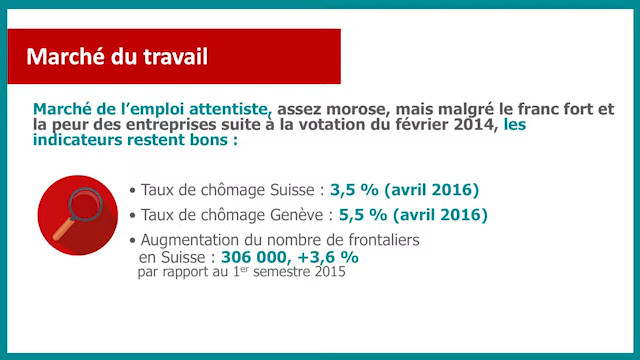 Marché du travail
Marché de l’emploi attentiste, assez morose, mais malgré le franc fort et
la peur des entreprises suite à la votation du février 2014, les
indicateurs restent bons :
• Taux de chômage Suisse : 3,5 % (avril 2016)
• Taux de chômage Genève : 5,5 % (avril 2016)
• Augmentation du nombre de frontaliers
en Suisse : 306 000, +3,6 %
par rapport au 1er semestre 2015